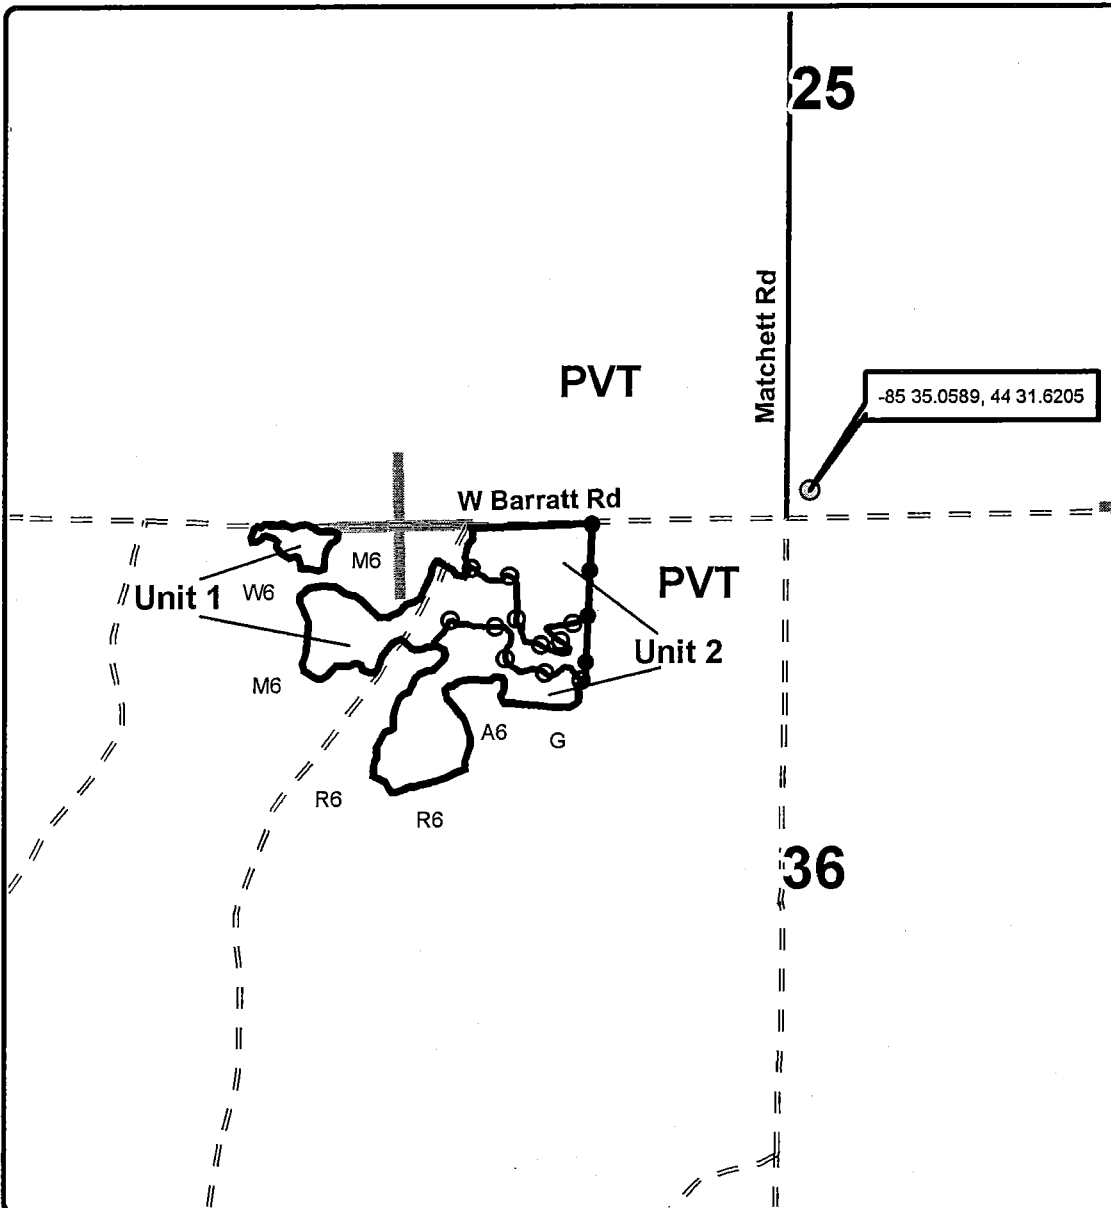 25
Matchett Rd
PVT
-85 35.0589, 44 31.6205
W Barratt Rd
M6
W6
Unit 1
PVT
Unit 2
M6
A6
G
R6
R6
36